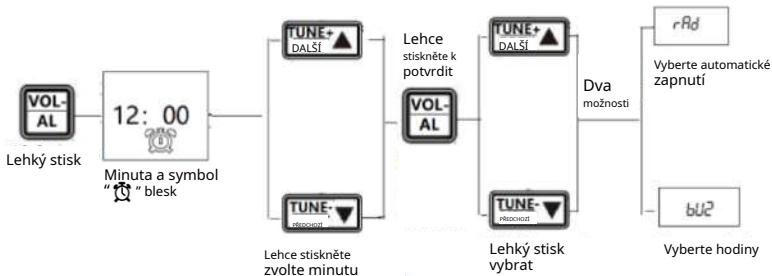 VOL-
AL
Lehký stisk
12: 00
Minuta a symbol
“ ⏰ ” blesk
TUNE+
DALŠÍ
TUNE-
PŘEDCHOZÍ
Lehce stiskněte
zvolte minutu
Lehce
stiskněte k
potvrdit
VOL-
AL
TUNE+
DALŠÍ
TUNE-
PŘEDCHOZÍ
Lehký stisk
vybrat
Dva
možnosti
rAd
Vyberte automatické
zapnutí
bUZ
Vyberte hodiny